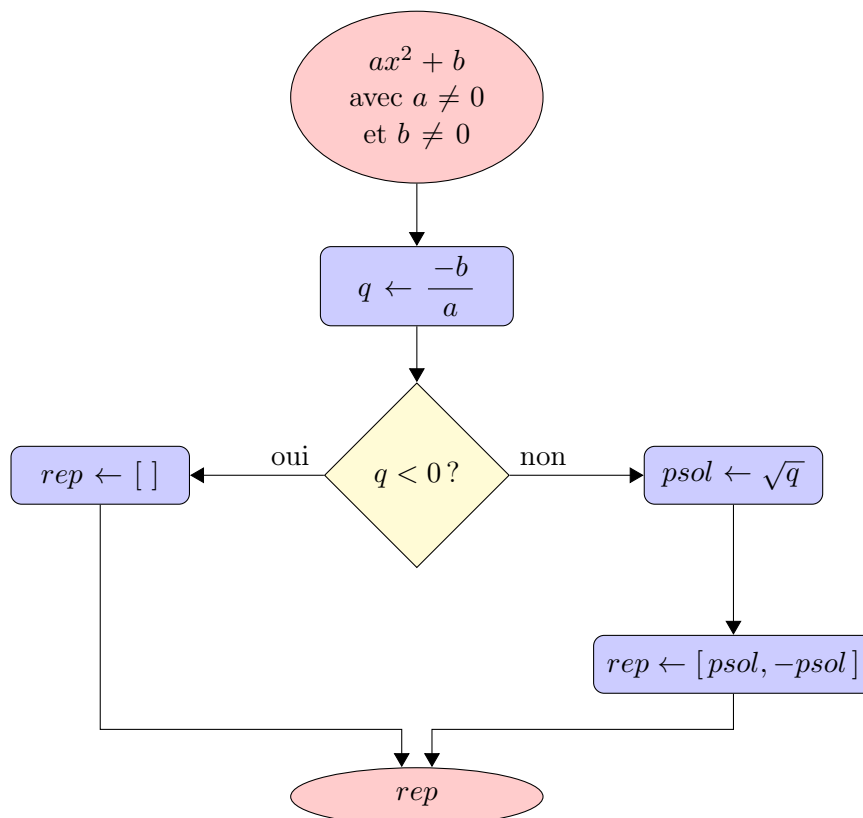 ax² + b
avec a ≠ 0
et b ≠ 0
q ← −b/a
oui
q < 0 ?
non
rep ← [ ]
psol ← √q
rep ← [ psol, −psol ]
rep